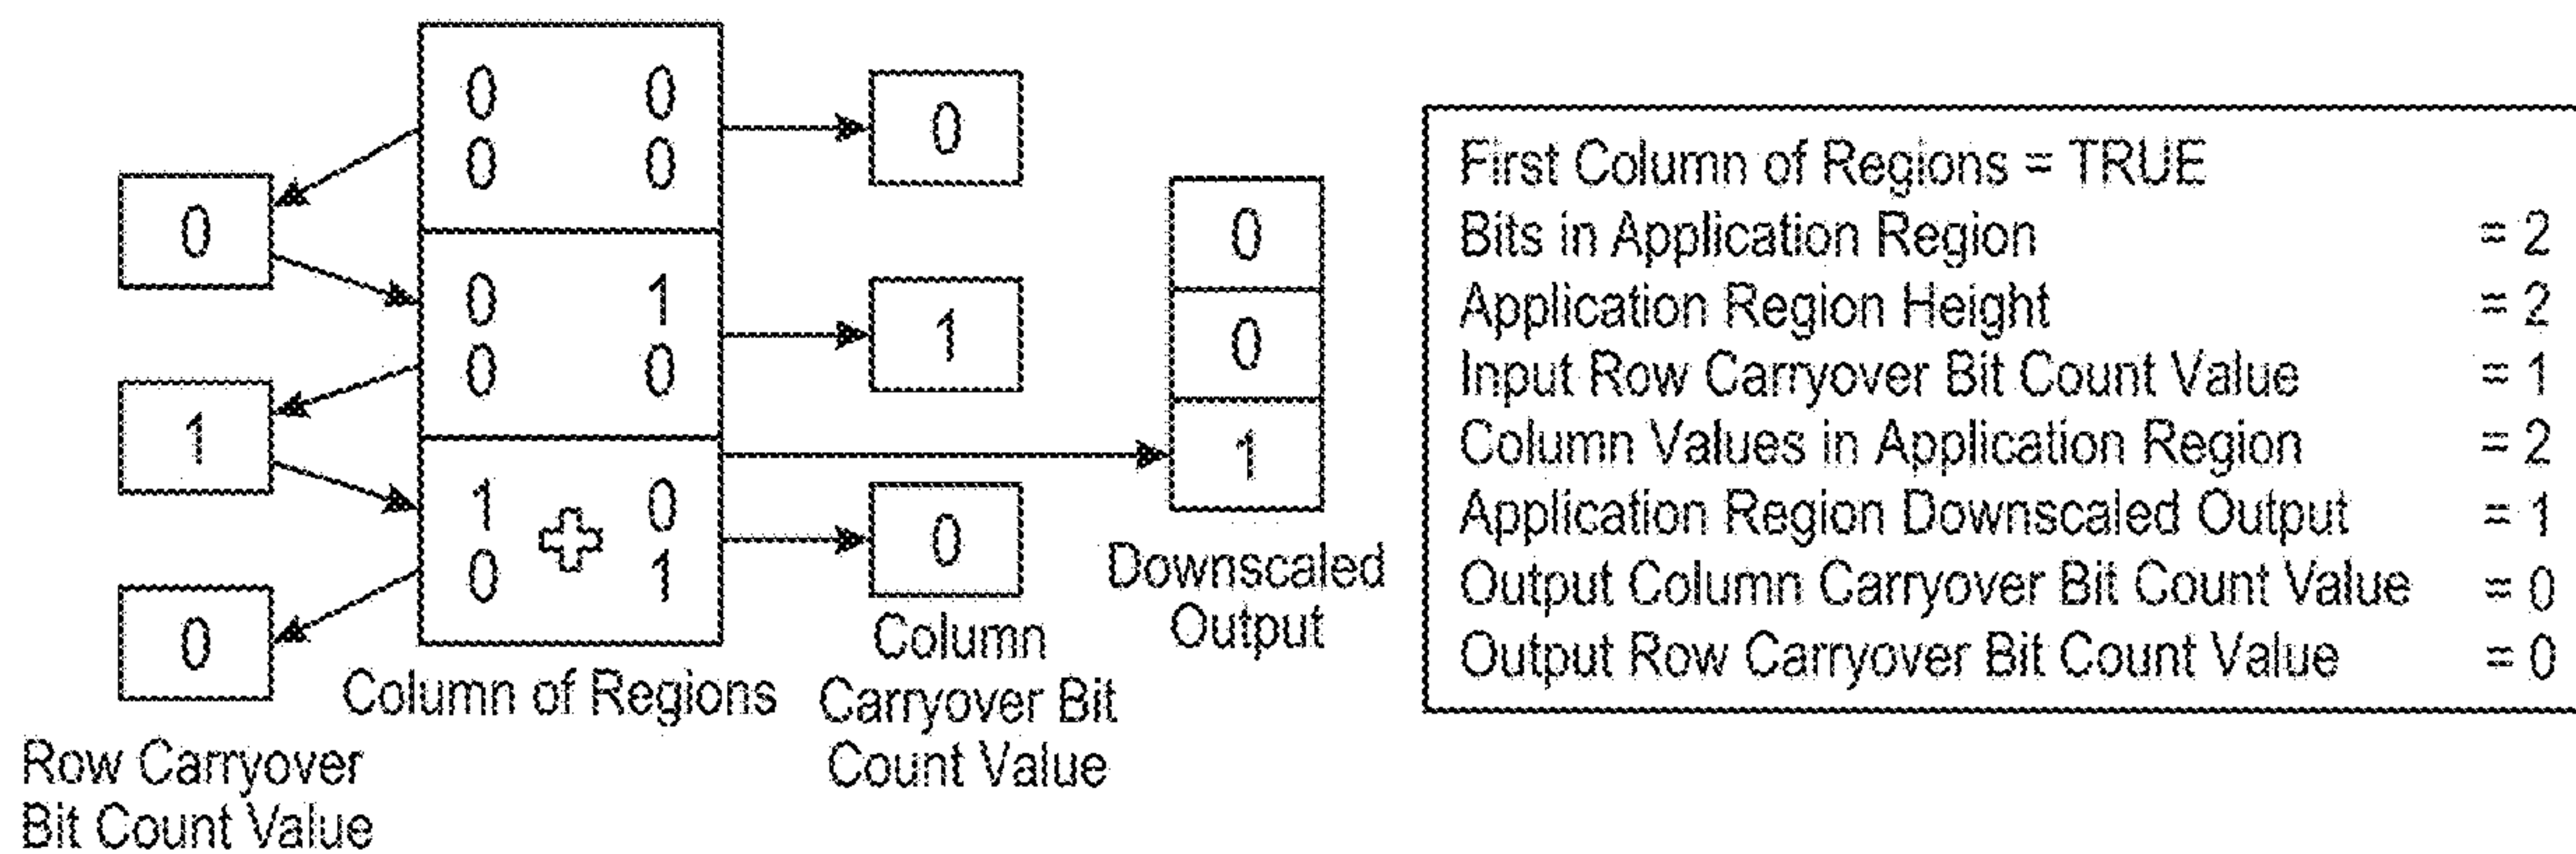 0 0
0 0
0 1
0 0
1 0
0 1
0
1
0
0
1
0
0
0
1
Row Carryover
Bit Count Value
Column of Regions
Column
Carryover Bit
Count Value
Downscaled
Output
First Column of Regions = TRUE
Bits in Application Region = 2
Application Region Height = 2
Input Row Carryover Bit Count Value = 1
Column Values in Application Region = 2
Application Region Downscaled Output = 1
Output Column Carryover Bit Count Value = 0
Output Row Carryover Bit Count Value = 0